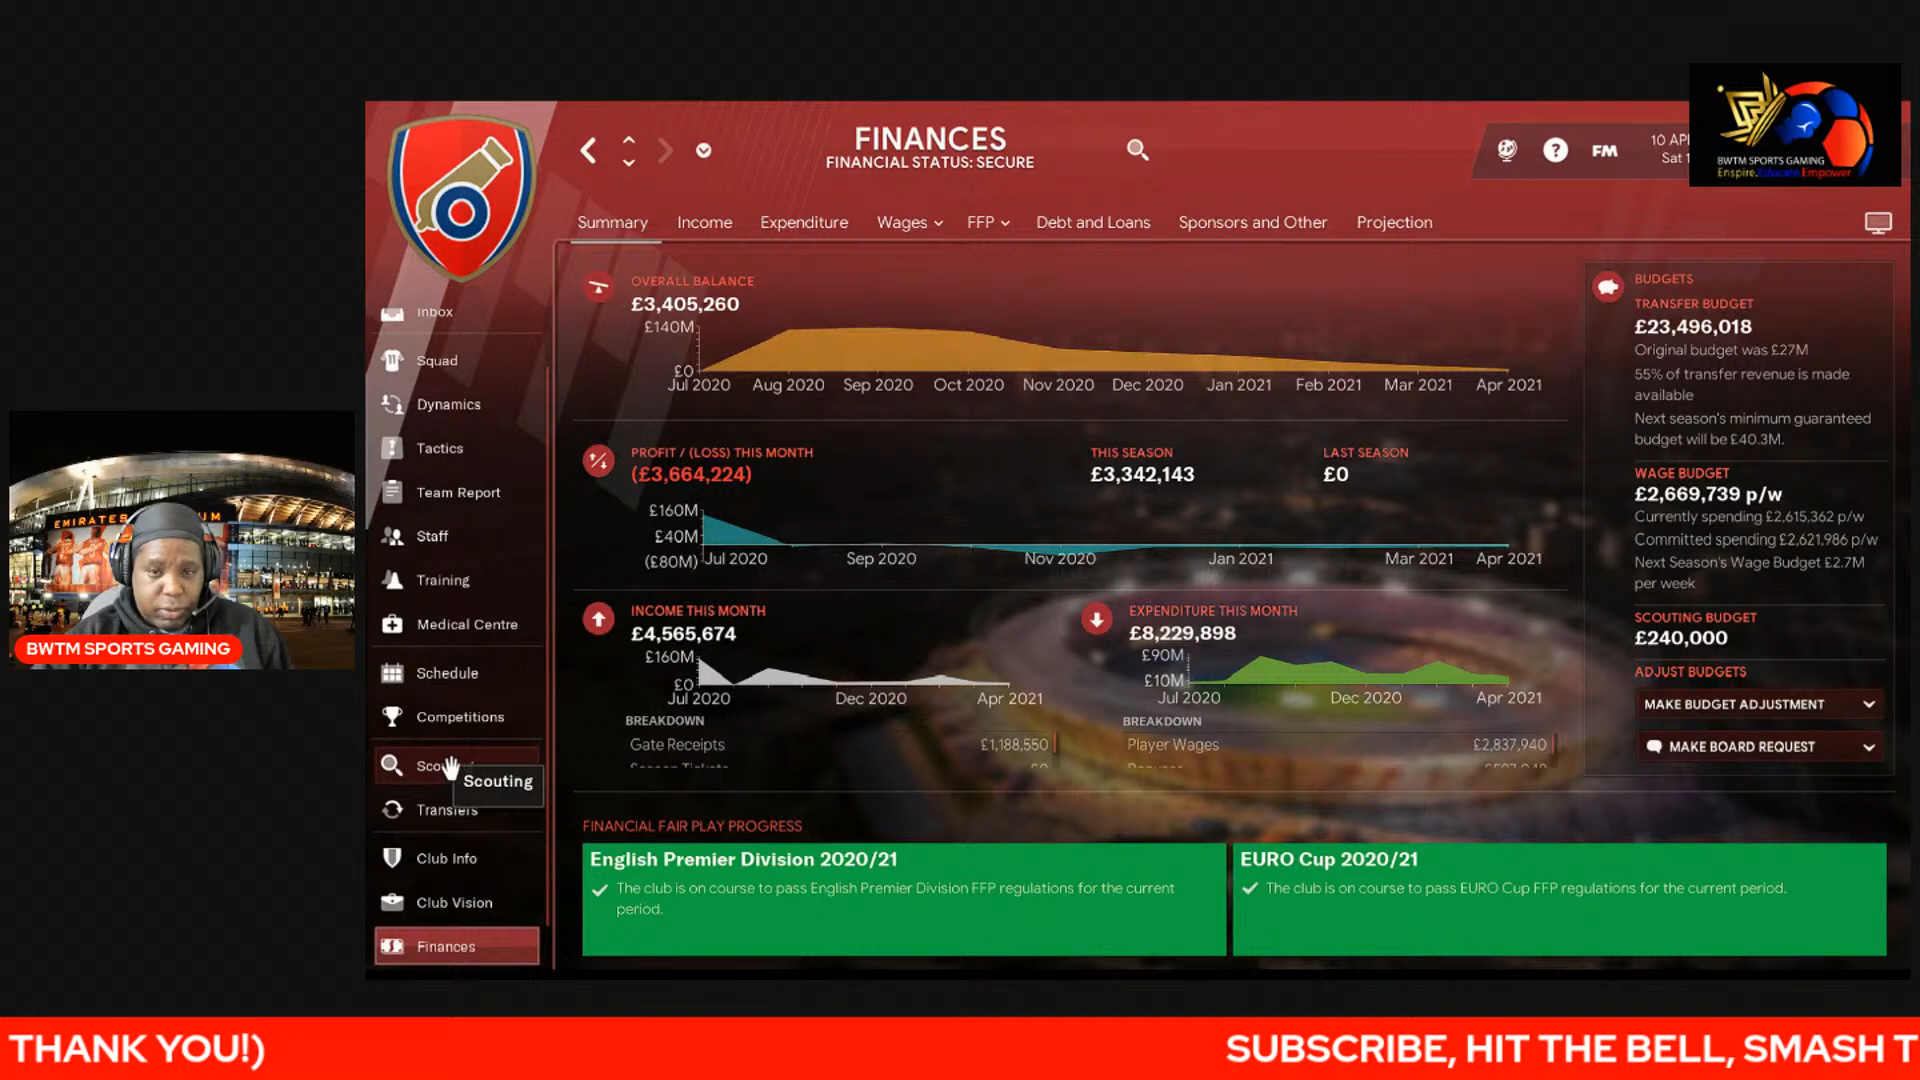 FINANCES
FINANCIAL STATUS: SECURE
FM
10 AP
Sat 1
BWTM SPORTS GAMING
Enspire.Educate.Empower
Summary
Income
Expenditure
Wages
FFP
Debt and Loans
Sponsors and Other
Projection
Inbox
Squad
Dynamics
Tactics
Team Report
Staff
Training
Medical Centre
Schedule
Competitions
Scou
Scouting
Transfers
Club Info
Club Vision
Finances
OVERALL BALANCE
£3,405,260
£140M
£0
Jul 2020 Aug 2020 Sep 2020 Oct 2020 Nov 2020 Dec 2020 Jan 2021 Feb 2021 Mar 2021 Apr 2021
PROFIT / (LOSS) THIS MONTH
(£3,664,224)
THIS SEASON
£3,342,143
LAST SEASON
£0
£160M
£40M
(£80M)
Jul 2020 Sep 2020 Nov 2020 Jan 2021 Mar 2021 Apr 2021
INCOME THIS MONTH
£4,565,674
£160M
£0
Jul 2020 Dec 2020 Apr 2021
BREAKDOWN
Gate Receipts £1,188,550
Season Tickets £0
EXPENDITURE THIS MONTH
£8,229,898
£90M
£10M
Jul 2020 Dec 2020 Apr 2021
BREAKDOWN
Player Wages £2,837,940
BUDGETS
TRANSFER BUDGET
£23,496,018
Original budget was £27M
55% of transfer revenue is made
available
Next season's minimum guaranteed
budget will be £40.3M.
WAGE BUDGET
£2,669,739 p/w
Currently spending £2,615,362 p/w
Committed spending £2,621,986 p/w
Next Season's Wage Budget £2.7M
per week
SCOUTING BUDGET
£240,000
ADJUST BUDGETS
MAKE BUDGET ADJUSTMENT
MAKE BOARD REQUEST
FINANCIAL FAIR PLAY PROGRESS
English Premier Division 2020/21
The club is on course to pass English Premier Division FFP regulations for the current
period.
EURO Cup 2020/21
The club is on course to pass EURO Cup FFP regulations for the current period.
EMIRATES
UM
BWTM SPORTS GAMING
THANK YOU!)
SUBSCRIBE, HIT THE BELL, SMASH T